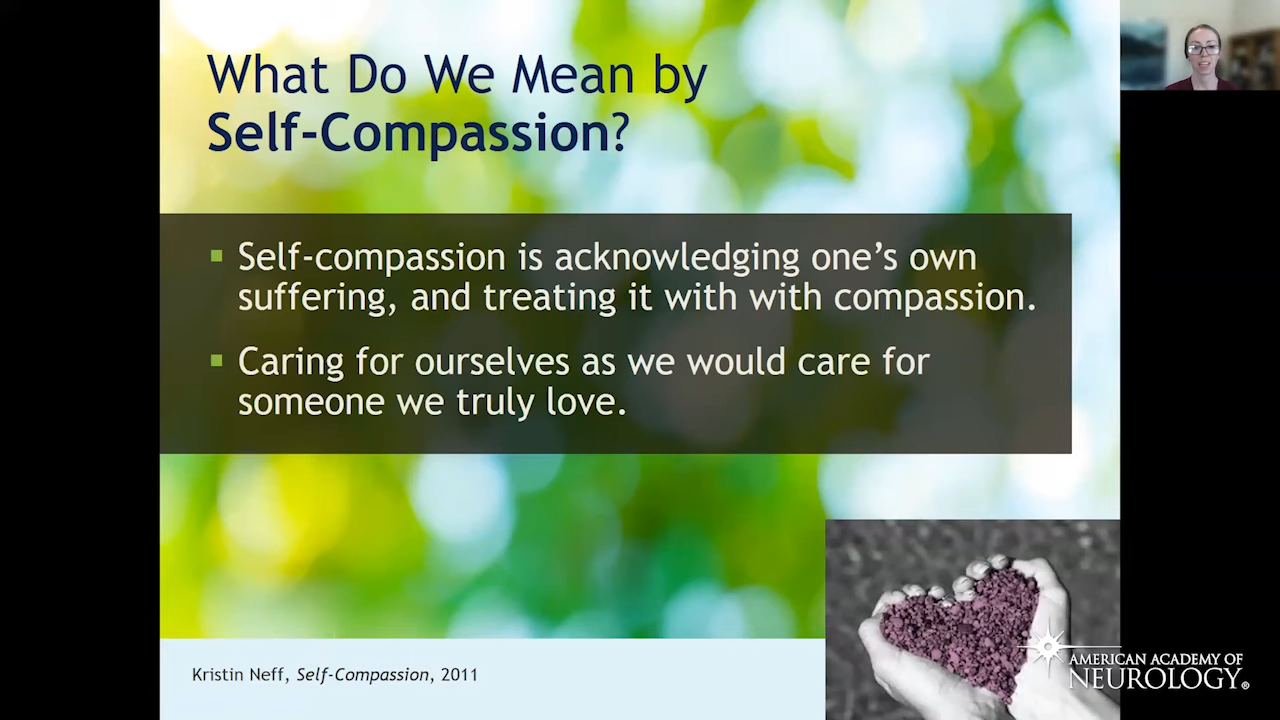 What Do We Mean by
Self-Compassion?
▪ Self-compassion is acknowledging one’s own
suffering, and treating it with with compassion.
▪ Caring for ourselves as we would care for
someone we truly love.
Kristin Neff, Self-Compassion, 2011
AMERICAN ACADEMY OF
NEUROLOGY®